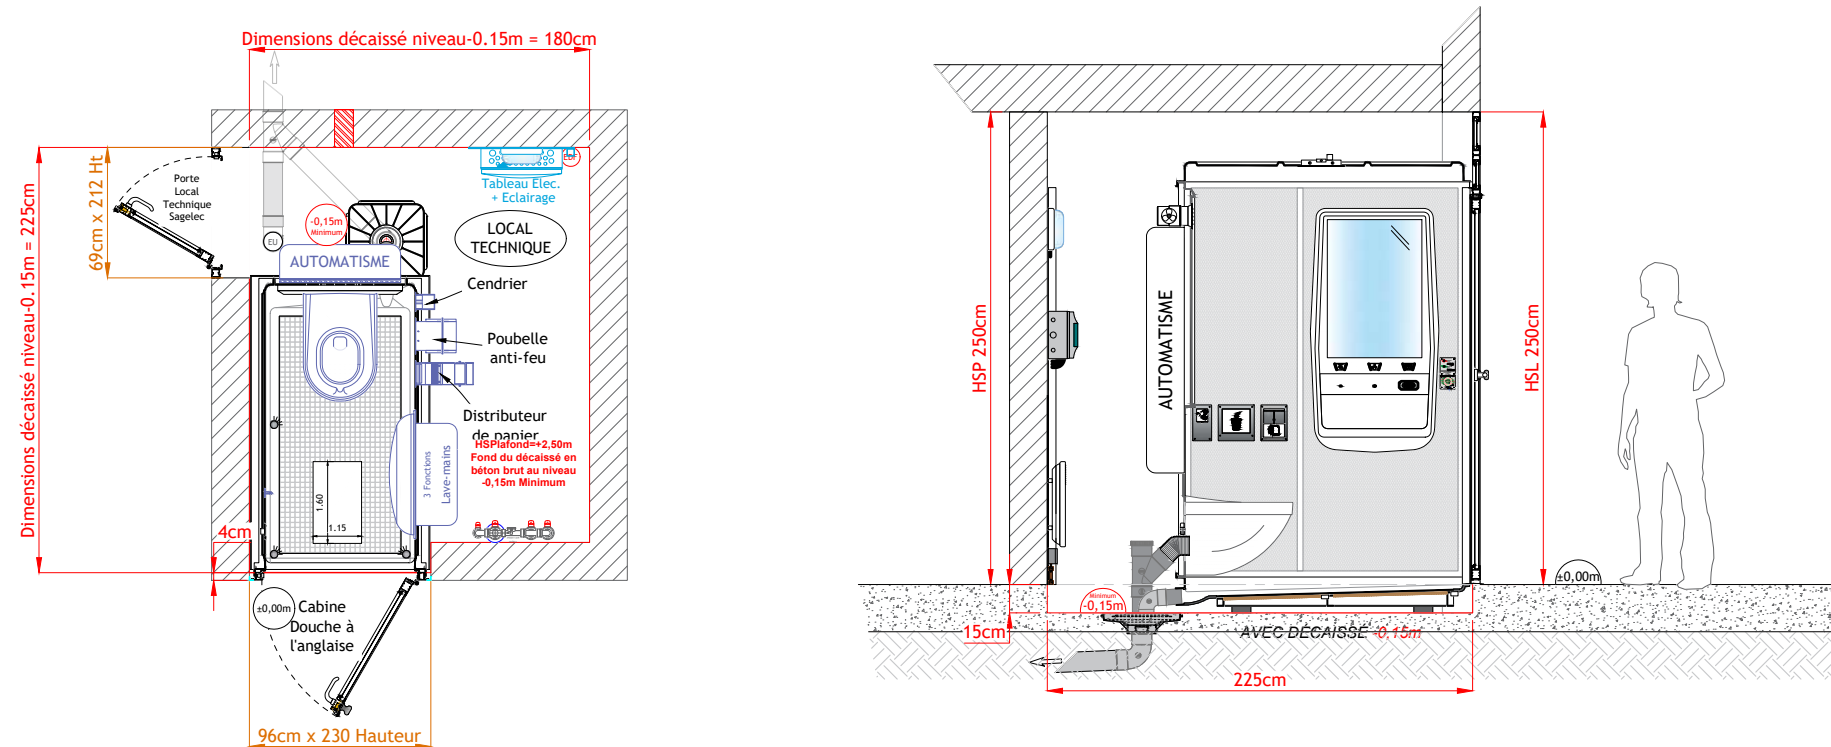 Dimensions décaissé niveau-0.15m = 180cm
Dimensions décaissé niveau-0.15m = 225cm
69cm x 212 Ht
Porte
Local
Technique
Sagelec
EU
-0,15m
Minimum
EDF
Tableau Elec.
+ Eclairage
LOCAL
TECHNIQUE
AUTOMATISME
Cendrier
Poubelle
anti-feu
Distributeur
de papier
HSPlafond=+2,50m
Fond du décaissé en
béton brut au niveau
-0,15m Minimum
3 Fonctions
Lave-mains
1.60
1.15
4cm
±0,00m
Cabine
Douche à
l'anglaise
96cm x 230 Hauteur
HSP 250cm
AUTOMATISME
HSL 250cm
±0,00m
Minimum
-0,15m
15cm
AVEC DÉCAISSÉ -0,15m
225cm